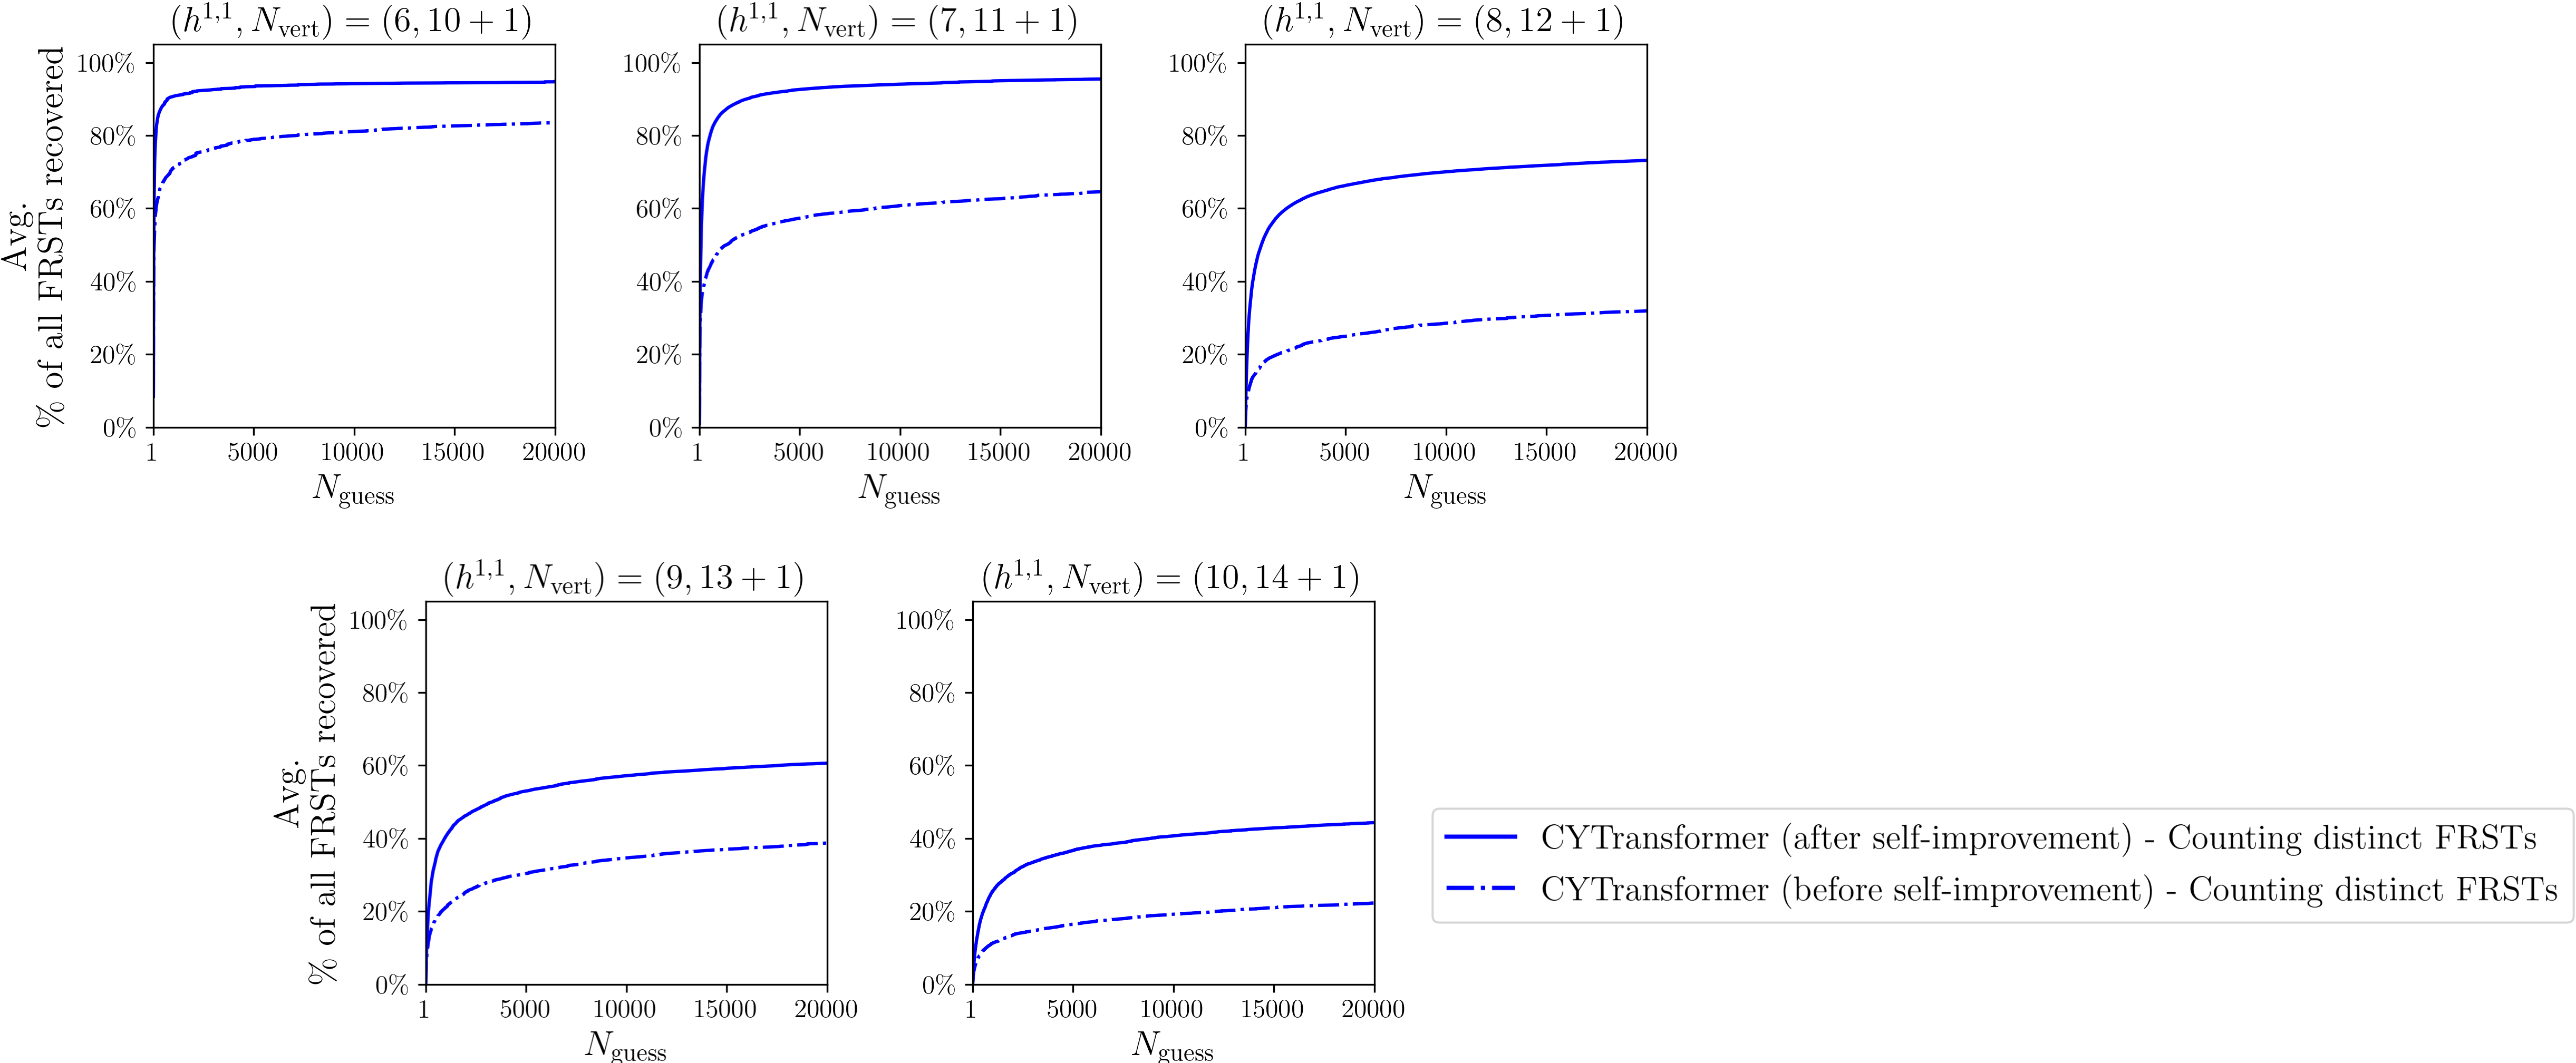 (h^{1,1}, N_vert) = (6, 10 + 1)
Avg.
% of all FRSTs recovered
100%
80%
60%
40%
20%
0%
1 5000 10000 15000 20000
N_guess
(h^{1,1}, N_vert) = (7, 11 + 1)
100%
80%
60%
40%
20%
0%
1 5000 10000 15000 20000
N_guess
(h^{1,1}, N_vert) = (8, 12 + 1)
100%
80%
60%
40%
20%
0%
1 5000 10000 15000 20000
N_guess
(h^{1,1}, N_vert) = (9, 13 + 1)
Avg.
% of all FRSTs recovered
100%
80%
60%
40%
20%
0%
1 5000 10000 15000 20000
N_guess
(h^{1,1}, N_vert) = (10, 14 + 1)
100%
80%
60%
40%
20%
0%
1 5000 10000 15000 20000
N_guess
CYTransformer (after self-improvement) - Counting distinct FRSTs
CYTransformer (before self-improvement) - Counting distinct FRSTs